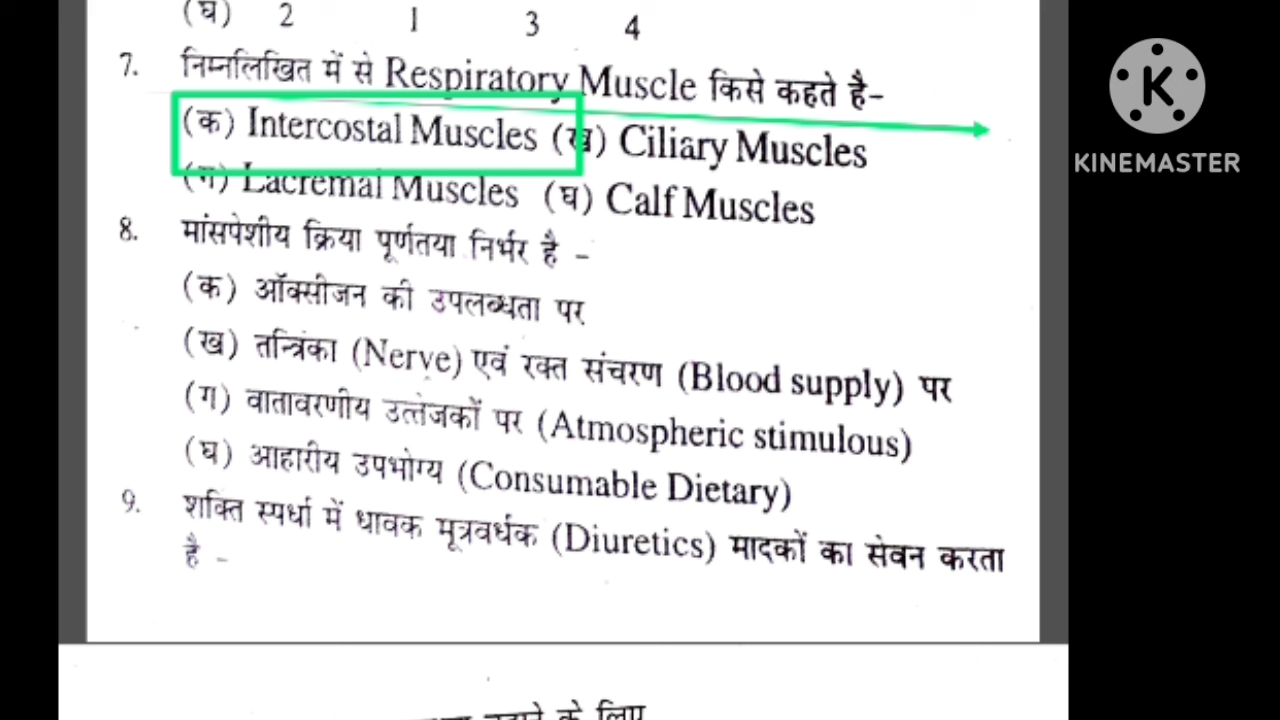 (घ) 2 1 3 4
7. निम्नलिखित में से Respiratory Muscle किसे कहते है-
(क) Intercostal Muscles (ख) Ciliary Muscles
(ग) Lacremal Muscles (घ) Calf Muscles
8. मांसपेशीय क्रिया पूर्णतया निर्भर है -
(क) ऑक्सीजन की उपलब्धता पर
(ख) तन्त्रिका (Nerve) एवं रक्त संचरण (Blood supply) पर
(ग) वातावरणीय उत्तेजकों पर (Atmospheric stimulous)
(घ) आहारीय उपभोग्य (Consumable Dietary)
9. शक्ति स्पर्धा में धावक मूत्रवर्धक (Diuretics) मादकों का सेवन करता
है -
के लिए
KINEMASTER